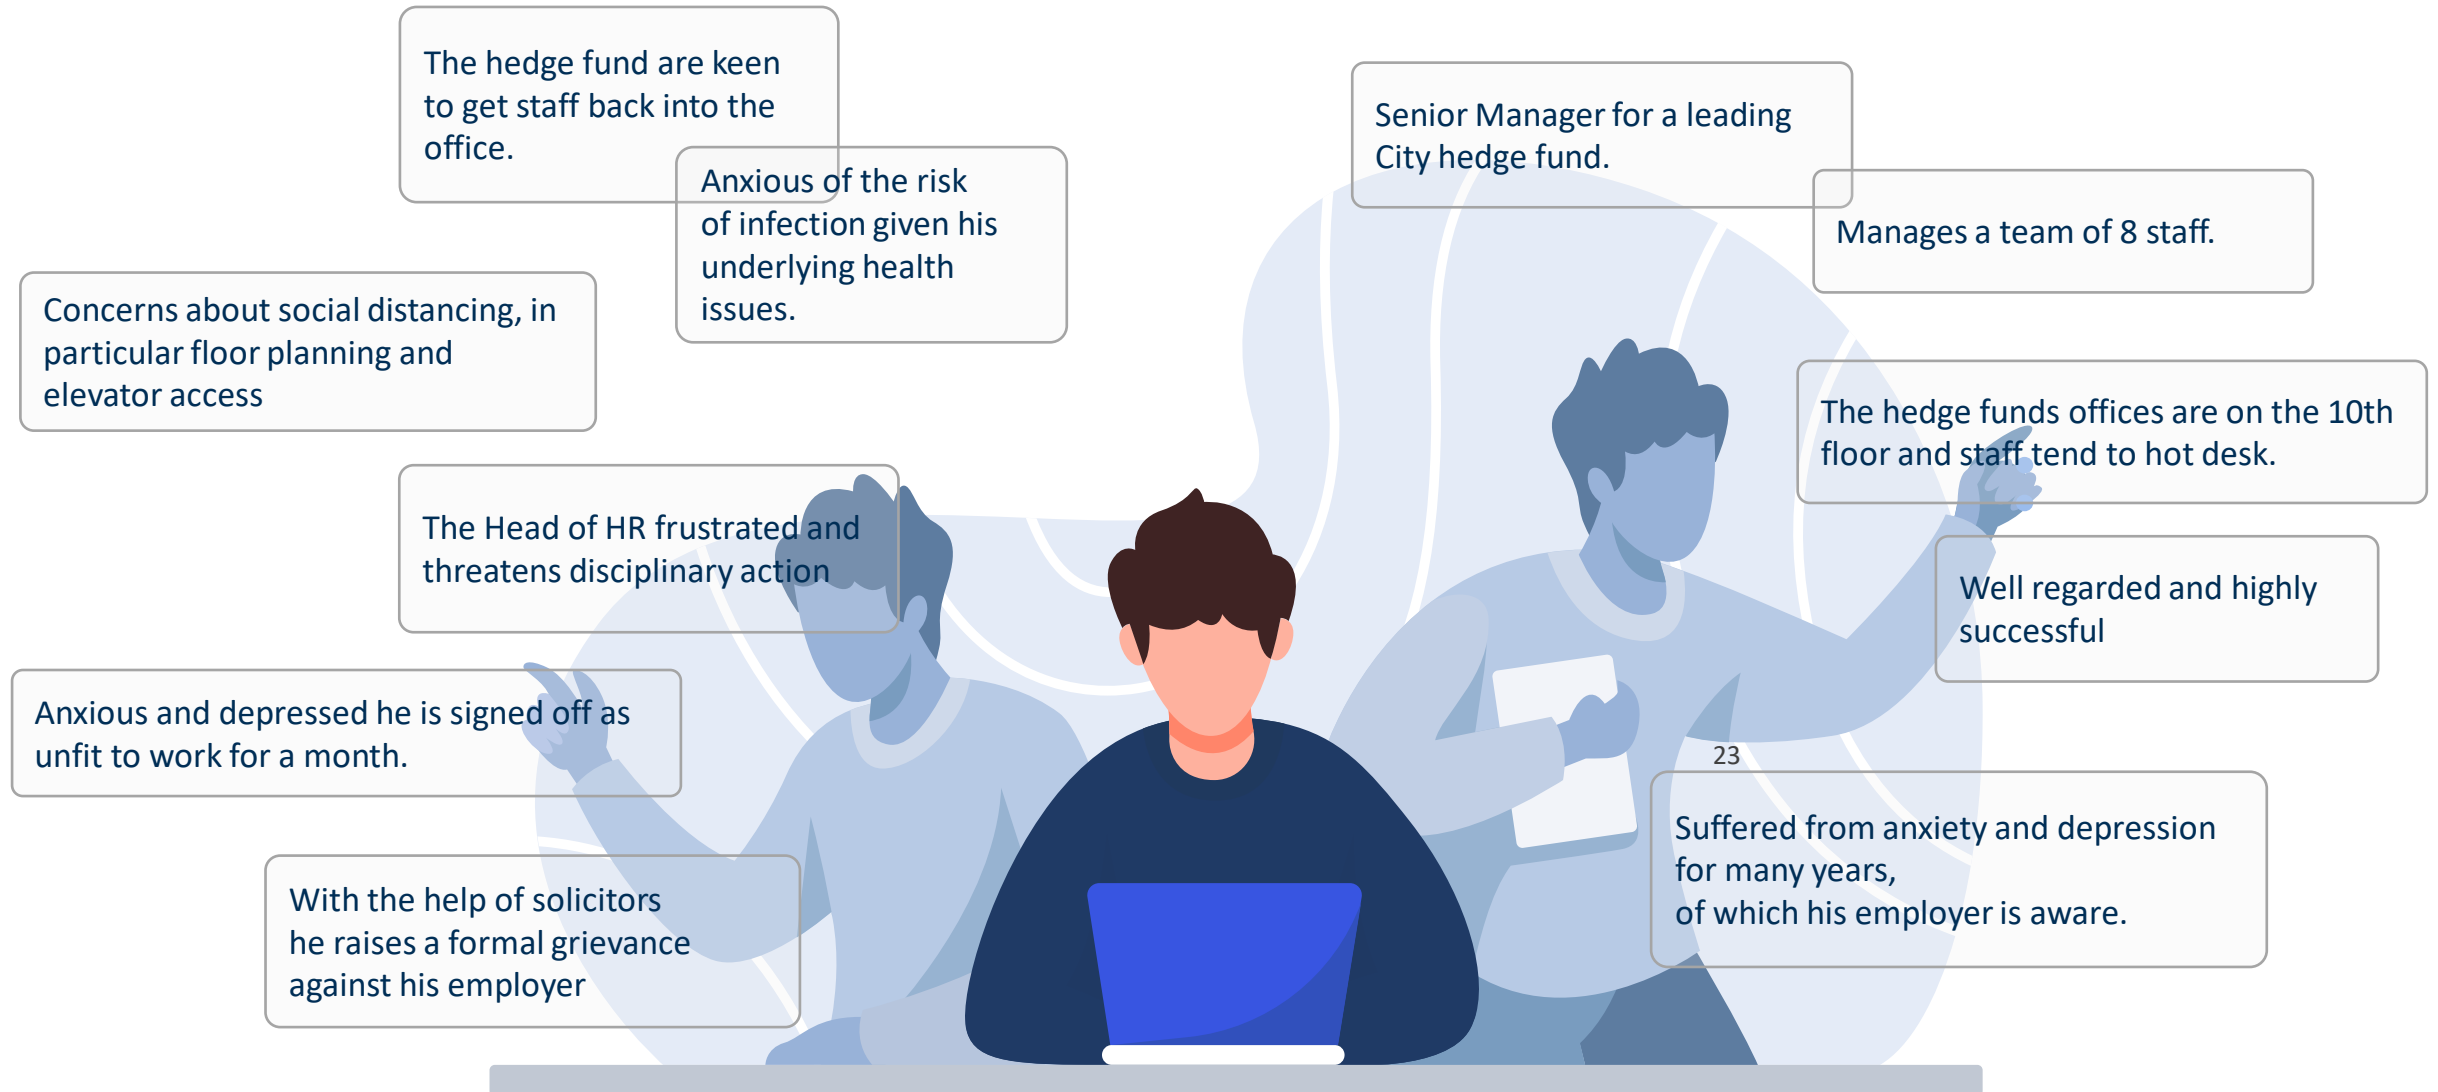 The hedge fund are keen
to get staff back into the
office.
Anxious of the risk
of infection given his
underlying health
issues.
Concerns about social distancing, in
particular floor planning and
elevator access
The Head of HR frustrated and
threatens disciplinary action
Anxious and depressed he is signed off as
unfit to work for a month.
With the help of solicitors
he raises a formal grievance
against his employer
Senior Manager for a leading
City hedge fund.
Manages a team of 8 staff.
The hedge funds offices are on the 10th
floor and staff tend to hot desk.
Well regarded and highly
successful
23
Suffered from anxiety and depression
for many years,
of which his employer is aware.